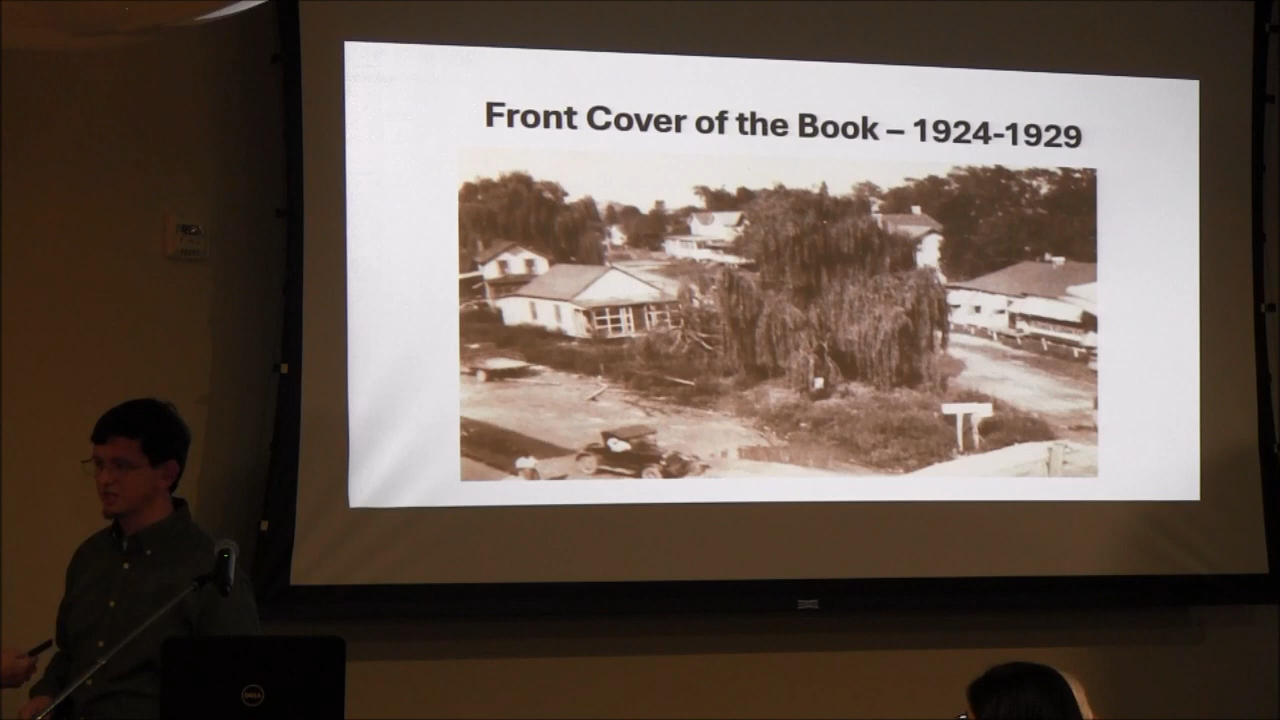 Front Cover of the Book – 1924-1929
DELL